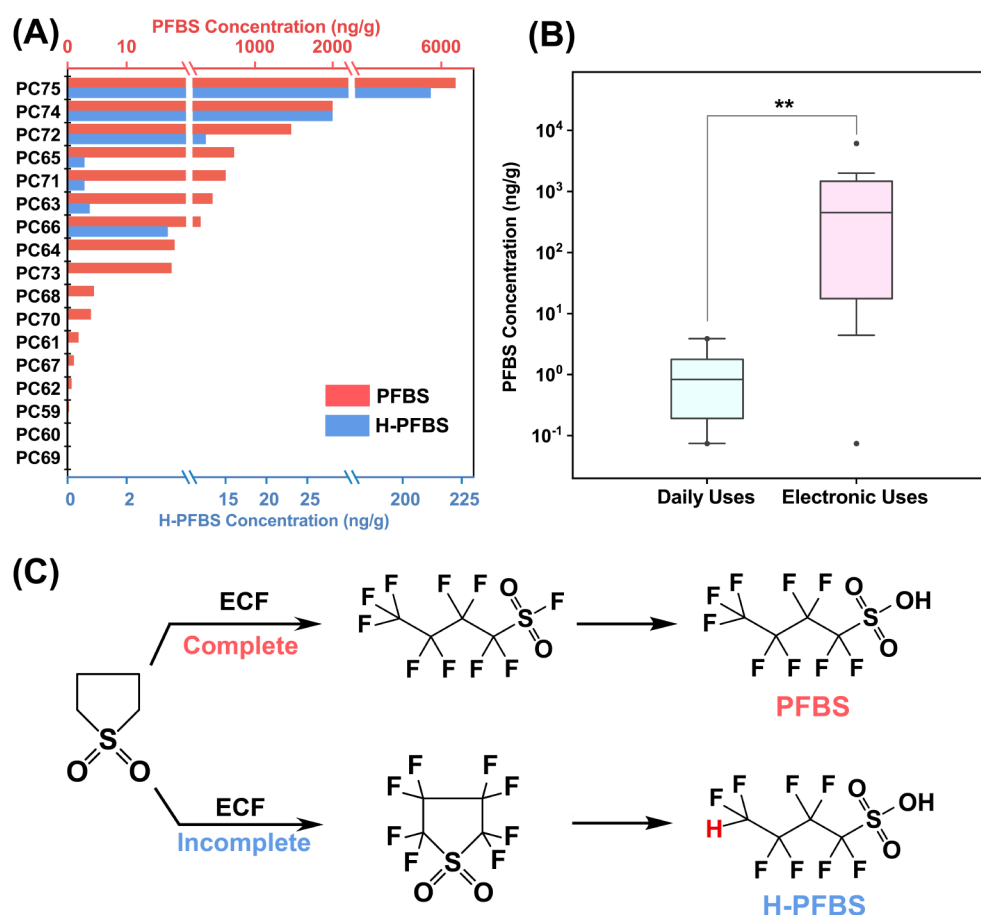 (A)
PFBS Concentration (ng/g)
0 10 1000 2000 6000
PC75
PC74
PC72
PC65
PC71
PC63
PC66
PC64
PC73
PC68
PC70
PC61
PC67
PC62
PC59
PC60
PC69
PFBS
H-PFBS
0 2 15 20 25 200 225
H-PFBS Concentration (ng/g)
(B)
PFBS Concentration (ng/g)
**
10⁴
10³
10²
10¹
10⁰
10⁻¹
Daily Uses Electronic Uses
(C)
ECF
Complete
F F F F O F
F S
F F F F F O
F F F F O OH
F S
F F F F F O
PFBS
S
O O
ECF
Incomplete
F F F F
F F
F F
S
O O
F F F O OH
F S
H F F F F O
H-PFBS